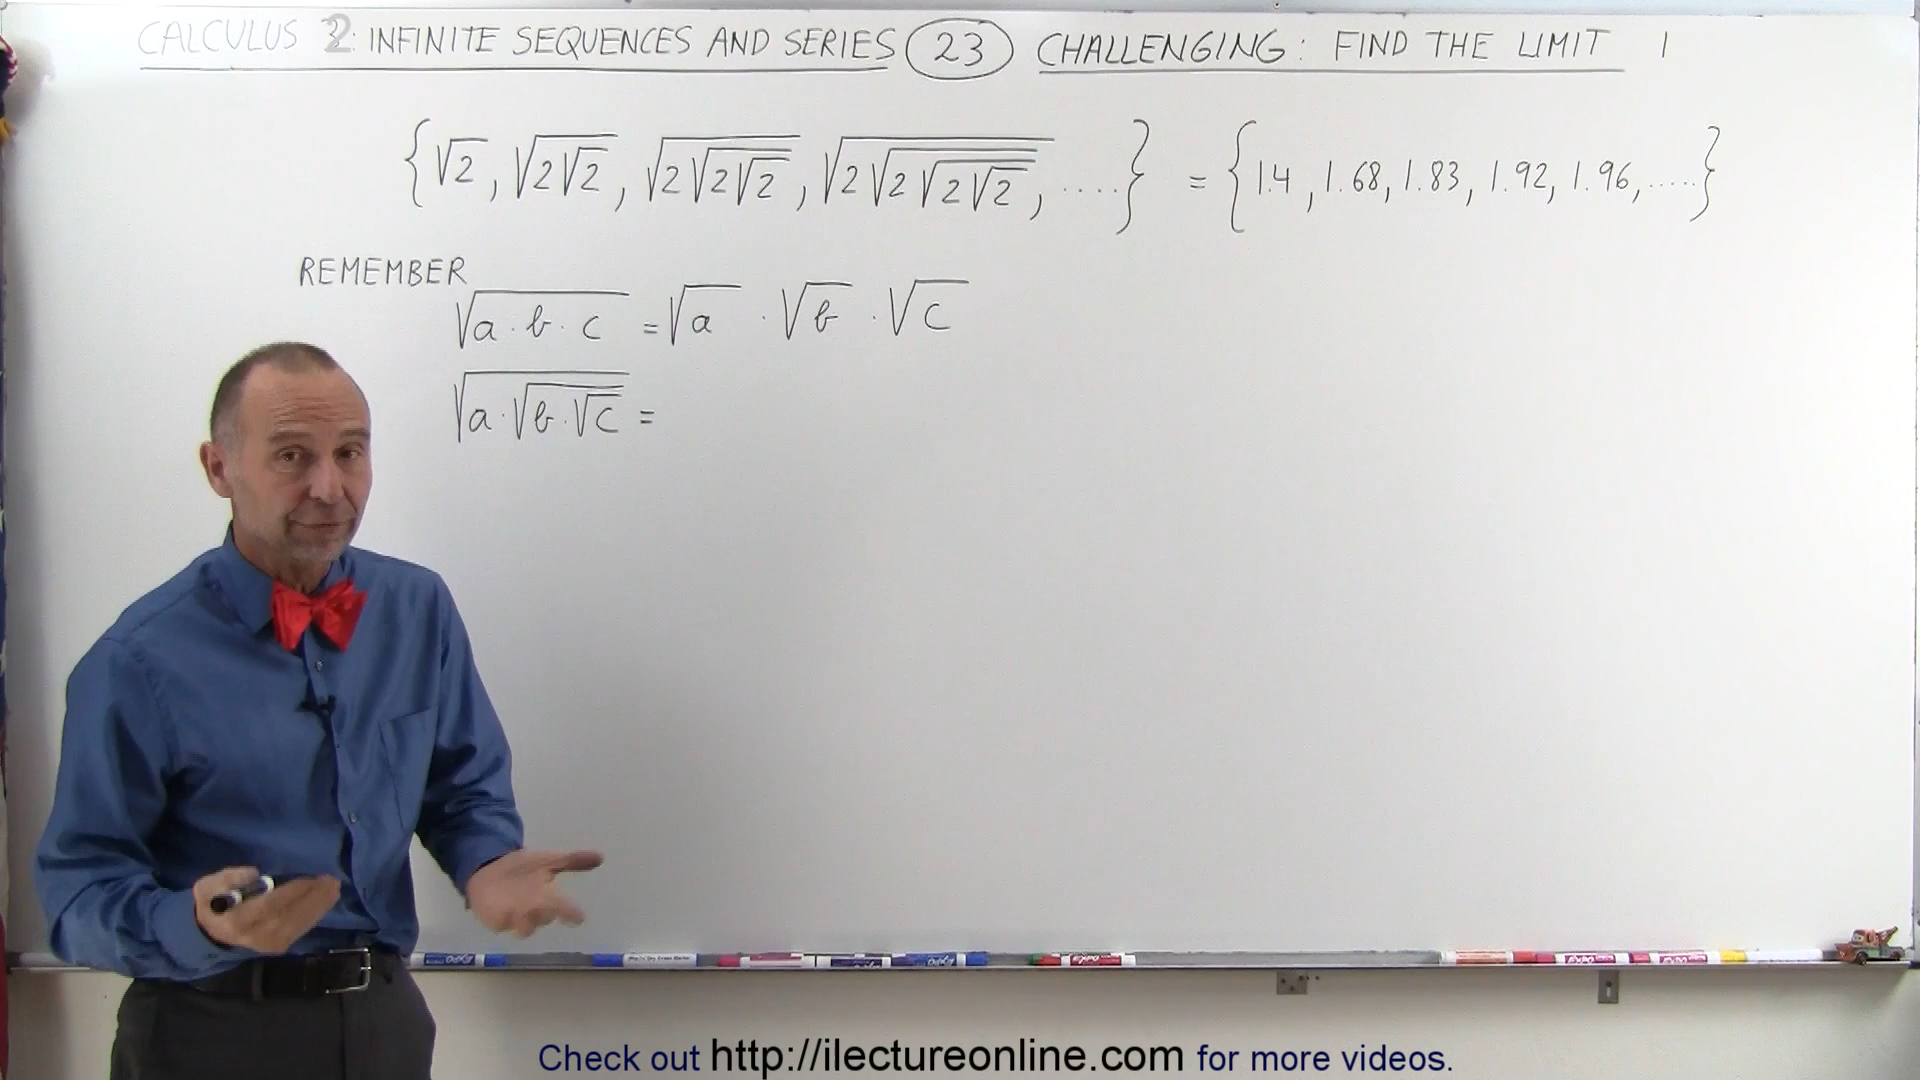 CALCULUS 2: INFINITE SEQUENCES AND SERIES 23 CHALLENGING: FIND THE LIMIT 1
{√2, √(2√2), √(2√(2√2)), √(2√(2√(2√2))), .....} = {1.4, 1.68, 1.83, 1.92, 1.96, .....}
REMEMBER
√(a·b·c) = √a · √b · √c
√(a·√(b·√c)) =
Check out http://ilectureonline.com for more videos.